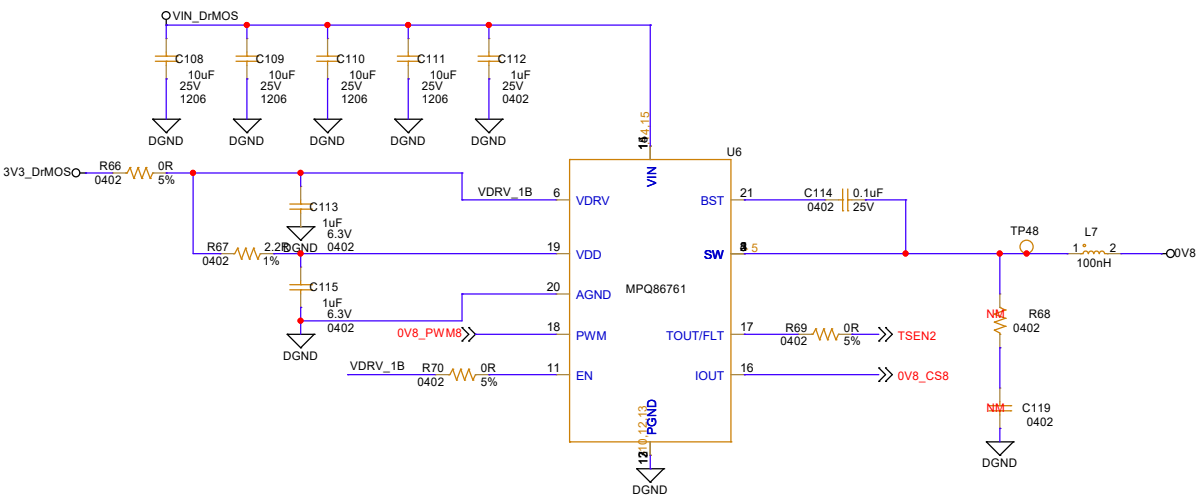 VIN_DrMOS
C108
10uF
25V
1206
DGND
C109
10uF
25V
1206
DGND
C110
10uF
25V
1206
DGND
C111
10uF
25V
1206
DGND
C112
1uF
25V
0402
DGND
3V3_DrMOS
R66
0402
0R
5%
C113
1uF
6.3V
0402
DGND
R67
0402
2.2R
1%
C115
1uF
6.3V
0402
DGND
0V8_PWM8
VDRV_1B
R70
0402
0R
5%
VDRV_1B
U6
MPQ86761
VIN
6
VDRV
19
VDD
20
AGND
18
PWM
11
EN
21
BST
SW
5
17
TOUT/FLT
16
IOUT
PGND
DGND
C114
0402
0.1uF
25V
TP48
L7
1
2
100nH
0V8
R69
0402
0R
5%
TSEN2
0V8_CS8
NM
R68
0402
NM
C119
0402
DGND